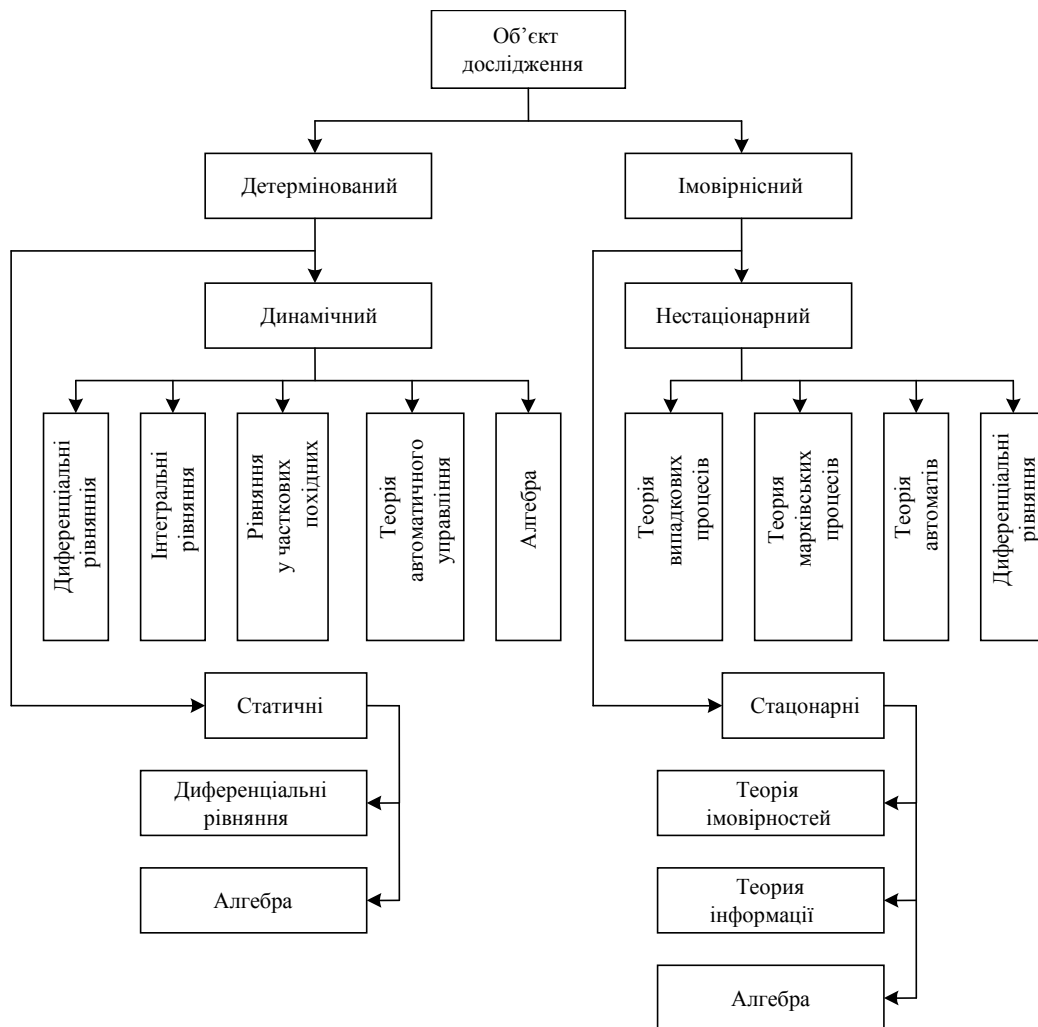 Об’єкт
дослідження
Детермінований
Імовірнісний
Динамічний
Нестаціонарний
Диференціальні
рівняння
Інтегральні
рівняння
Рівняння
у часткових
похідних
Теорія
автоматичного
управління
Алгебра
Теорія
випадкових
процесів
Теория
марківських
процесів
Теорія
автоматів
Диференціальні
рівняння
Статичні
Стацонарні
Диференціальні
рівняння
Теорія
імовірностей
Алгебра
Теория
інформації
Алгебра